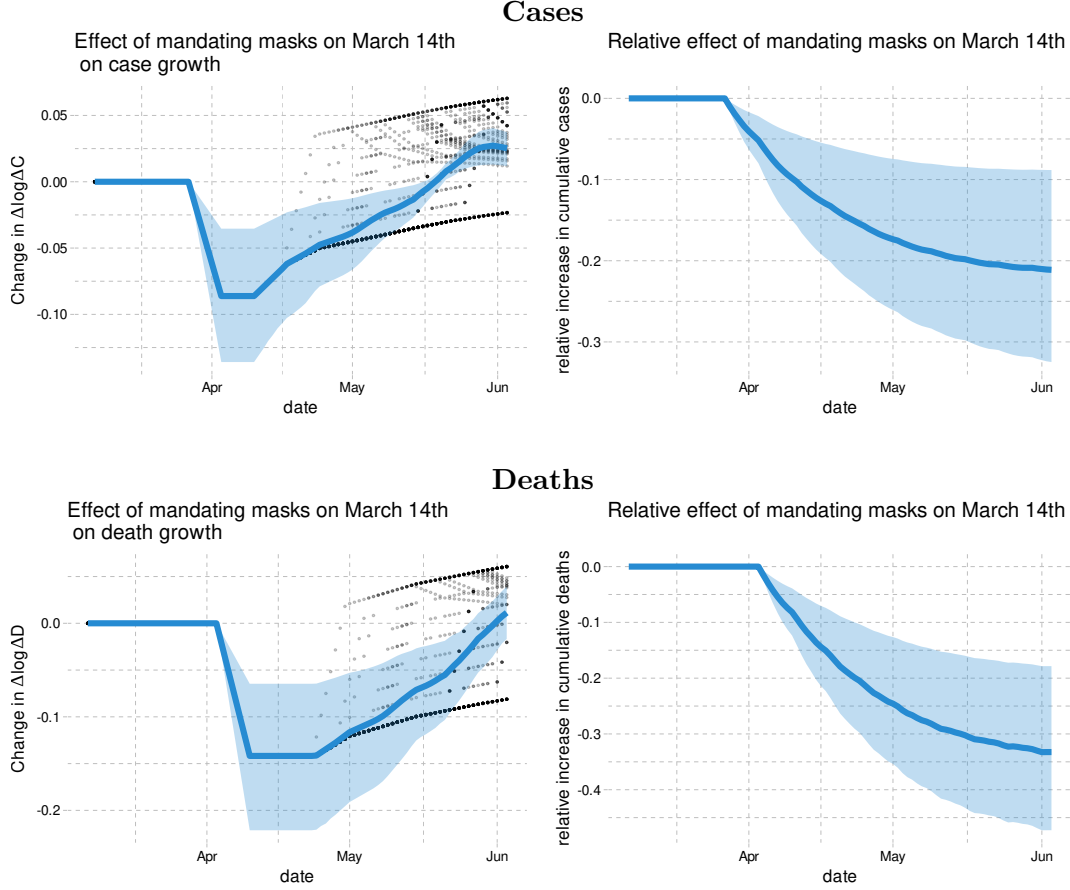 Cases
Effect of mandating masks on March 14th
on case growth
Relative effect of mandating masks on March 14th
Change in ΔlogΔC
0.05
0.00
-0.05
-0.10
Apr
May
Jun
date
relative increase in cumulative cases
0.0
-0.1
-0.2
-0.3
Apr
May
Jun
date
Deaths
Effect of mandating masks on March 14th
on death growth
Relative effect of mandating masks on March 14th
Change in ΔlogΔD
0.0
-0.1
-0.2
Apr
May
Jun
date
relative increase in cumulative deaths
0.0
-0.1
-0.2
-0.3
-0.4
Apr
May
Jun
date